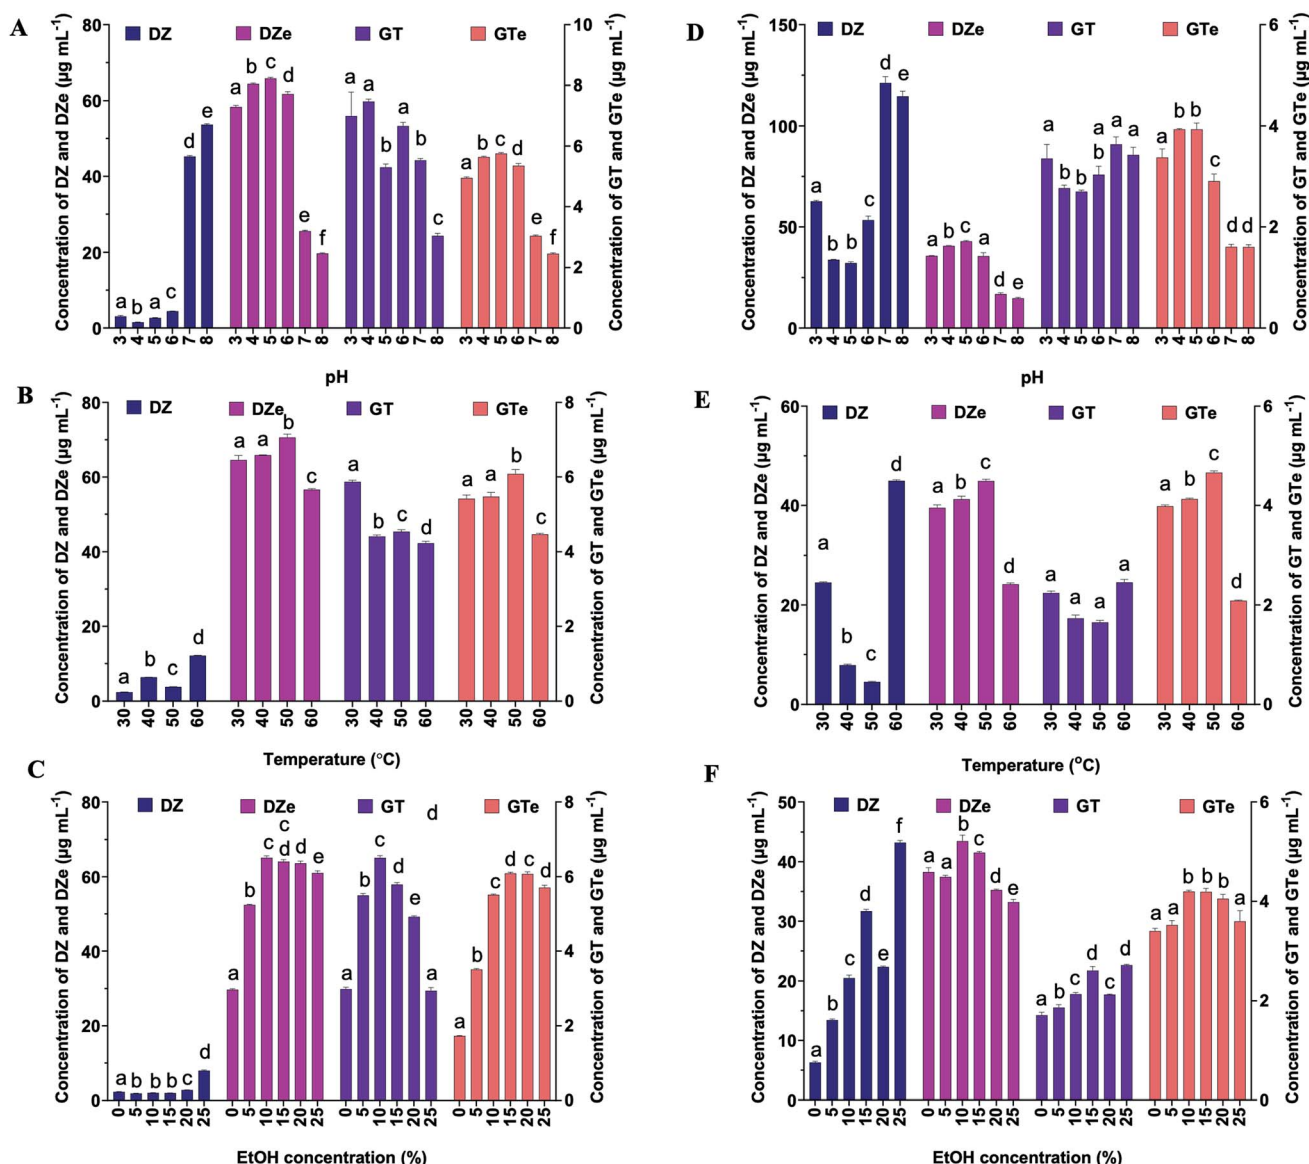 A
DZ DZe GT GTe
Concentration of DZ and DZe (µg mL⁻¹)
80
60
40
20
0
a b a c d e
a b c d e f
a a b a b c
a b c d e f
3 4 5 6 7 8
3 4 5 6 7 8
3 4 5 6 7 8
3 4 5 6 7 8
pH
10
8
6
4
2
0
Concentration of GT and GTe (µg mL⁻¹)
D
DZ DZe GT GTe
Concentration of DZ and DZe (µg mL⁻¹)
150
100
50
0
a b b c d e
a b c a d e
a b b a b a a
a b b c d d
3 4 5 6 7 8
3 4 5 6 7 8
3 4 5 6 7 8
3 4 5 6 7 8
pH
6
4
2
0
Concentration of GT and GTe (µg mL⁻¹)
B
DZ DZe GT GTe
Concentration of DZ and DZe (µg mL⁻¹)
80
60
40
20
0
a b c d
a a b c
a b c d
a a b c
30 40 50 60
30 40 50 60
30 40 50 60
30 40 50 60
Temperature (°C)
8
6
4
2
0
Concentration of GT and GTe (µg mL⁻¹)
E
DZ DZe GT GTe
Concentration of DZ and DZe (µg mL⁻¹)
60
40
20
0
a b c d
a b c d
a a a a
a b c d
30 40 50 60
30 40 50 60
30 40 50 60
30 40 50 60
Temperature (°C)
6
4
2
0
Concentration of GT and GTe (µg mL⁻¹)
C
DZ DZe GT GTe
Concentration of DZ and DZe (µg mL⁻¹)
80
60
40
20
0
a b b b c d
a b c c d d e
a b c d e a
d
a b c d c d
0 5 10 15 20 25
0 5 10 15 20 25
0 5 10 15 20 25
0 5 10 15 20 25
EtOH concentration (%)
8
6
4
2
0
Concentration of GT and GTe (µg mL⁻¹)
F
DZ DZe GT GTe
Concentration of DZ and DZe (µg mL⁻¹)
50
40
30
20
10
0
a b c d e f
a a b c d e
a b c d c d
a a b b b a
0 5 10 15 20 25
0 5 10 15 20 25
0 5 10 15 20 25
0 5 10 15 20 25
EtOH concentration (%)
6
4
2
0
Concentration of GT and GTe (µg mL⁻¹)